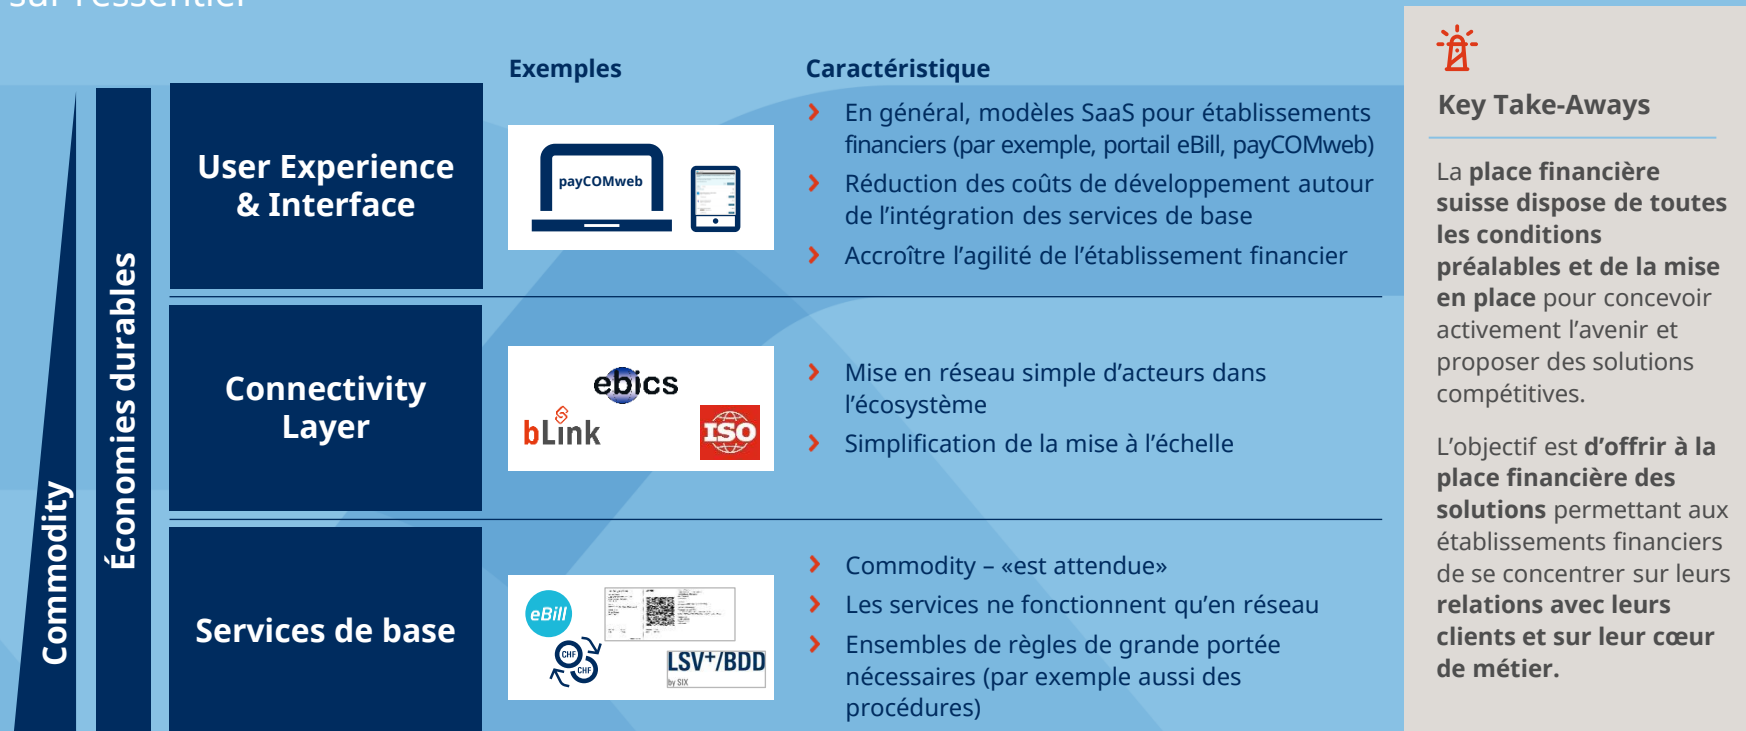 sur l'essentiel
Exemples
Caractéristique
Commodity
Économies durables
User Experience
& Interface
payCOMweb
En général, modèles SaaS pour établissements
financiers (par exemple, portail eBill, payCOMweb)
Réduction des coûts de développement autour
de l’intégration des services de base
Accroître l’agilité de l’établissement financier
Connectivity
Layer
ebics
bLink
ISO
Mise en réseau simple d’acteurs dans
l’écosystème
Simplification de la mise à l’échelle
Services de base
eBill
CHF
CHF
LSV+/BDD
by SIX
Commodity – «est attendue»
Les services ne fonctionnent qu’en réseau
Ensembles de règles de grande portée
nécessaires (par exemple aussi des
procédures)
Key Take-Aways
La place financière
suisse dispose de toutes
les conditions
préalables et de la mise
en place pour concevoir
activement l’avenir et
proposer des solutions
compétitives.
L’objectif est d’offrir à la
place financière des
solutions permettant aux
établissements financiers
de se concentrer sur leurs
relations avec leurs
clients et sur leur cœur
de métier.